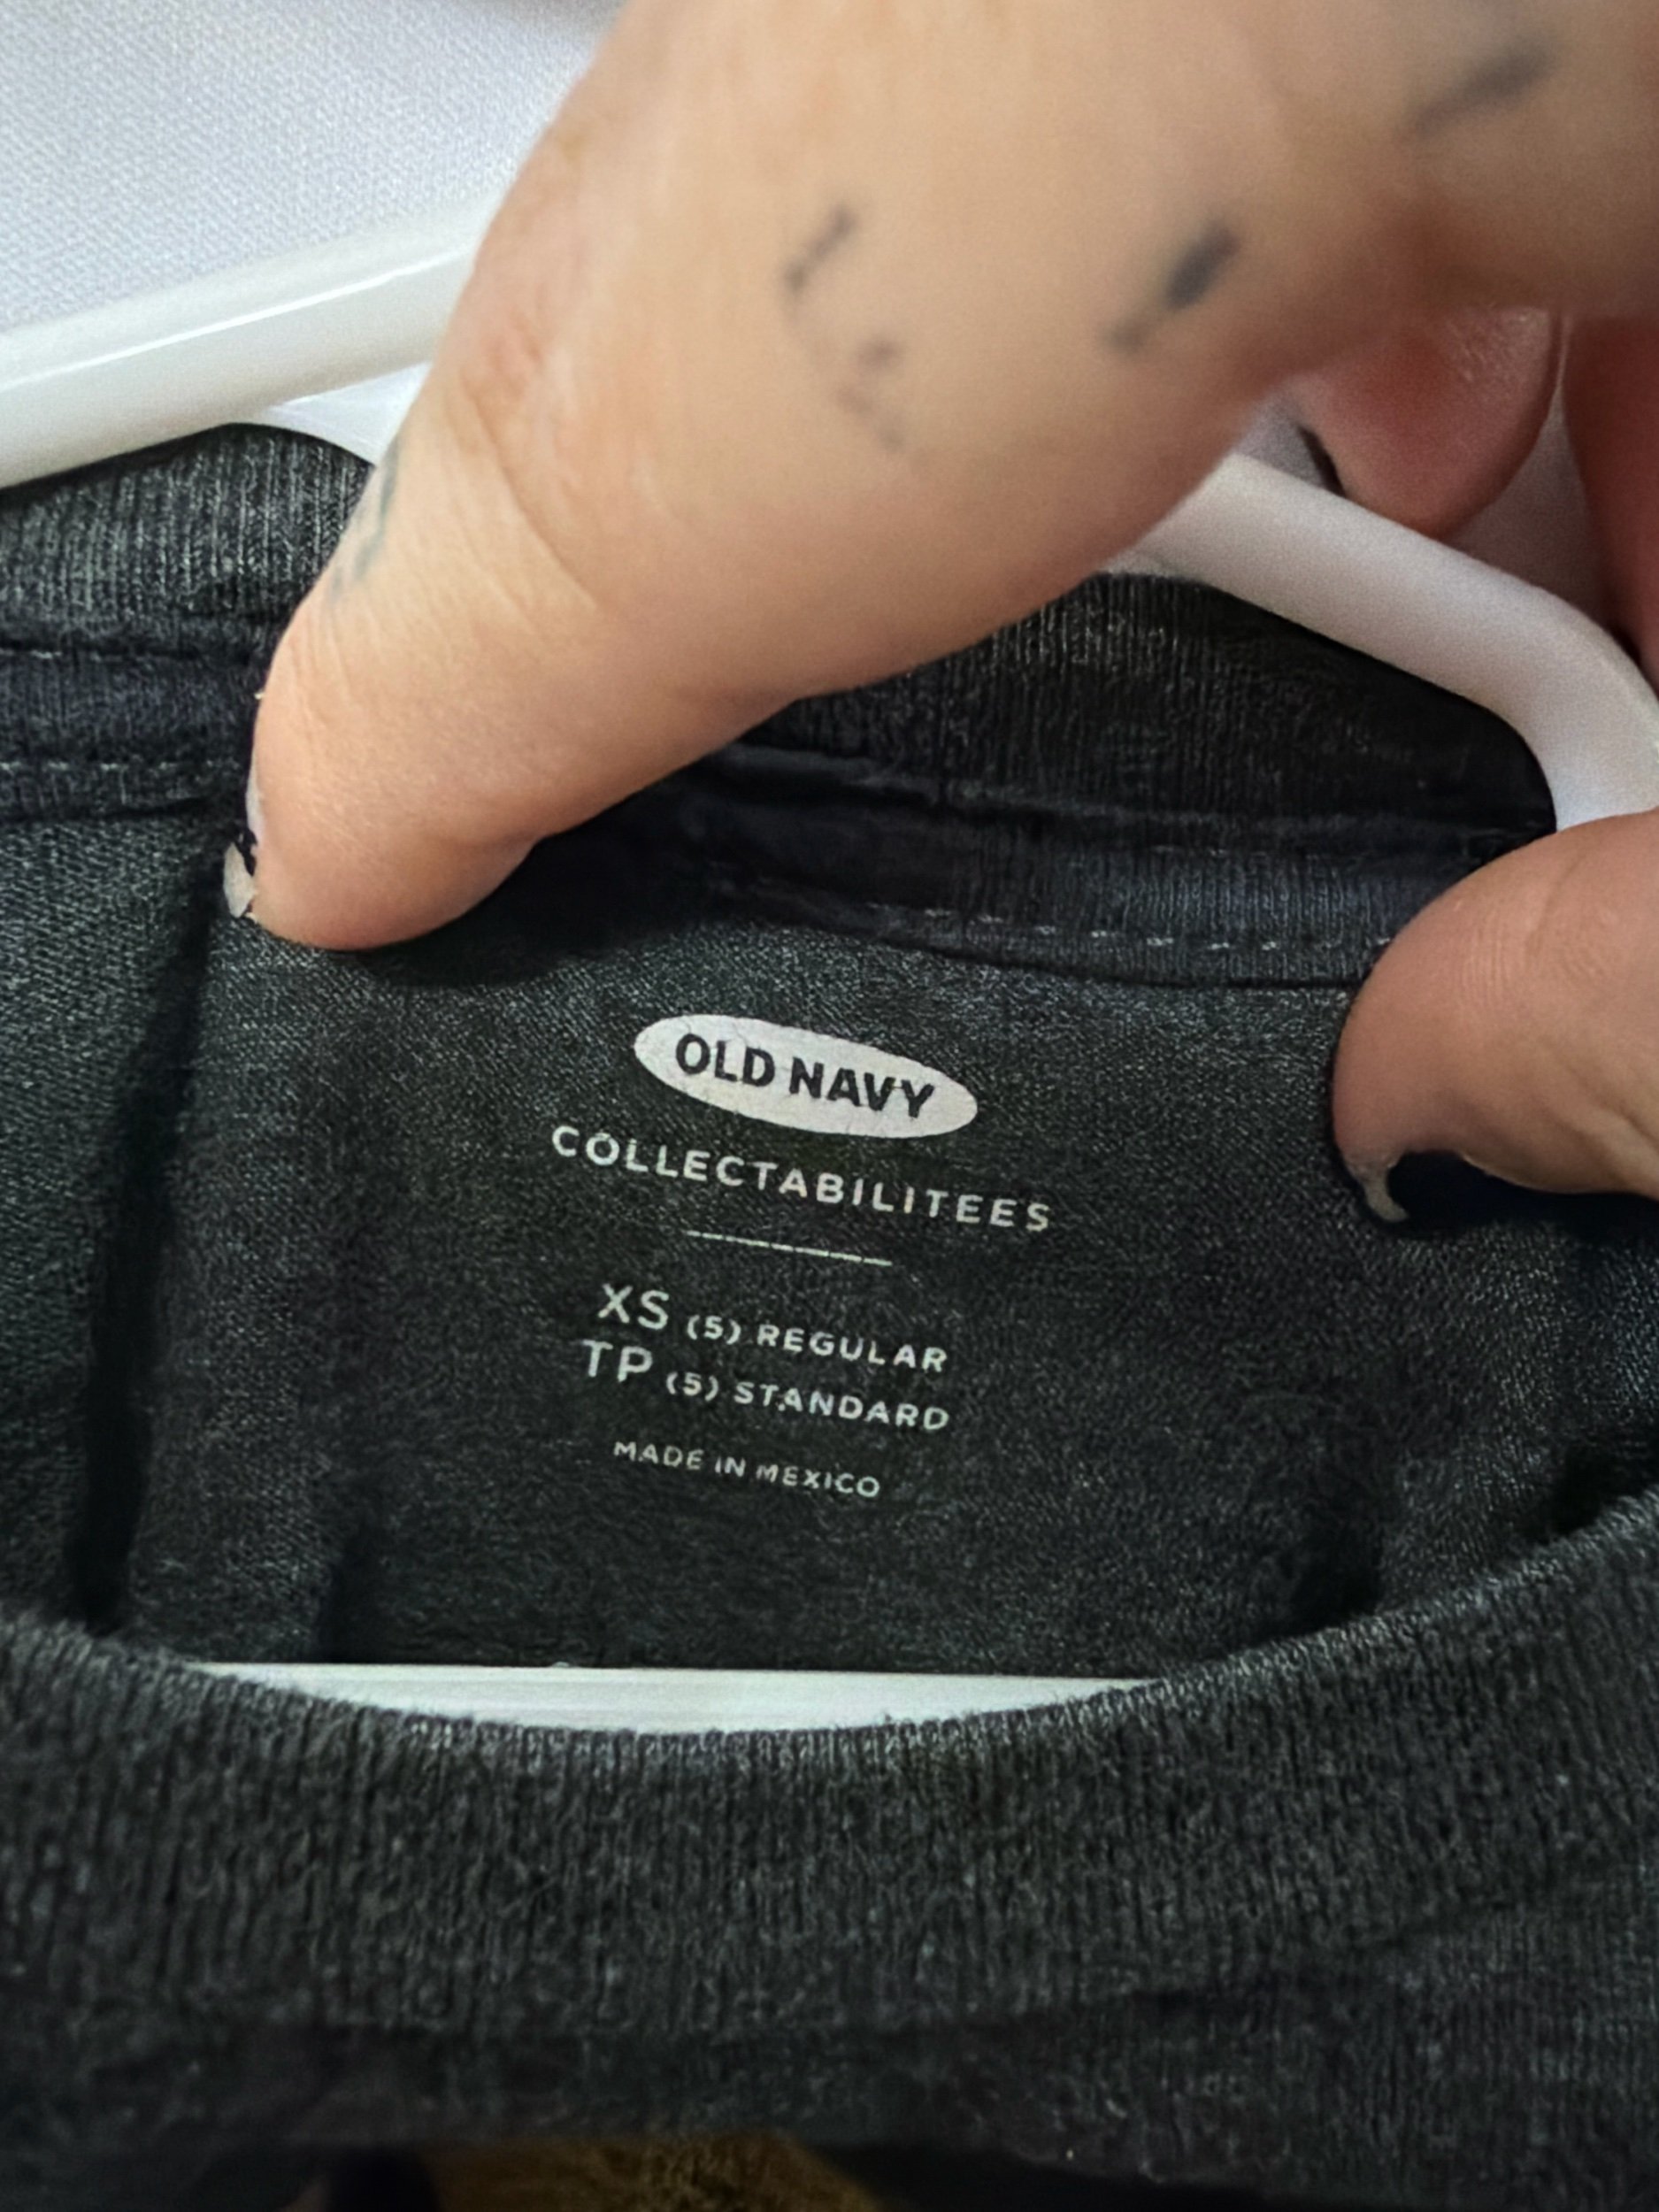 OLD NAVY
COLLECTABILITEES
XS (5) REGULAR
TP (5) STANDARD
MADE IN MEXICO